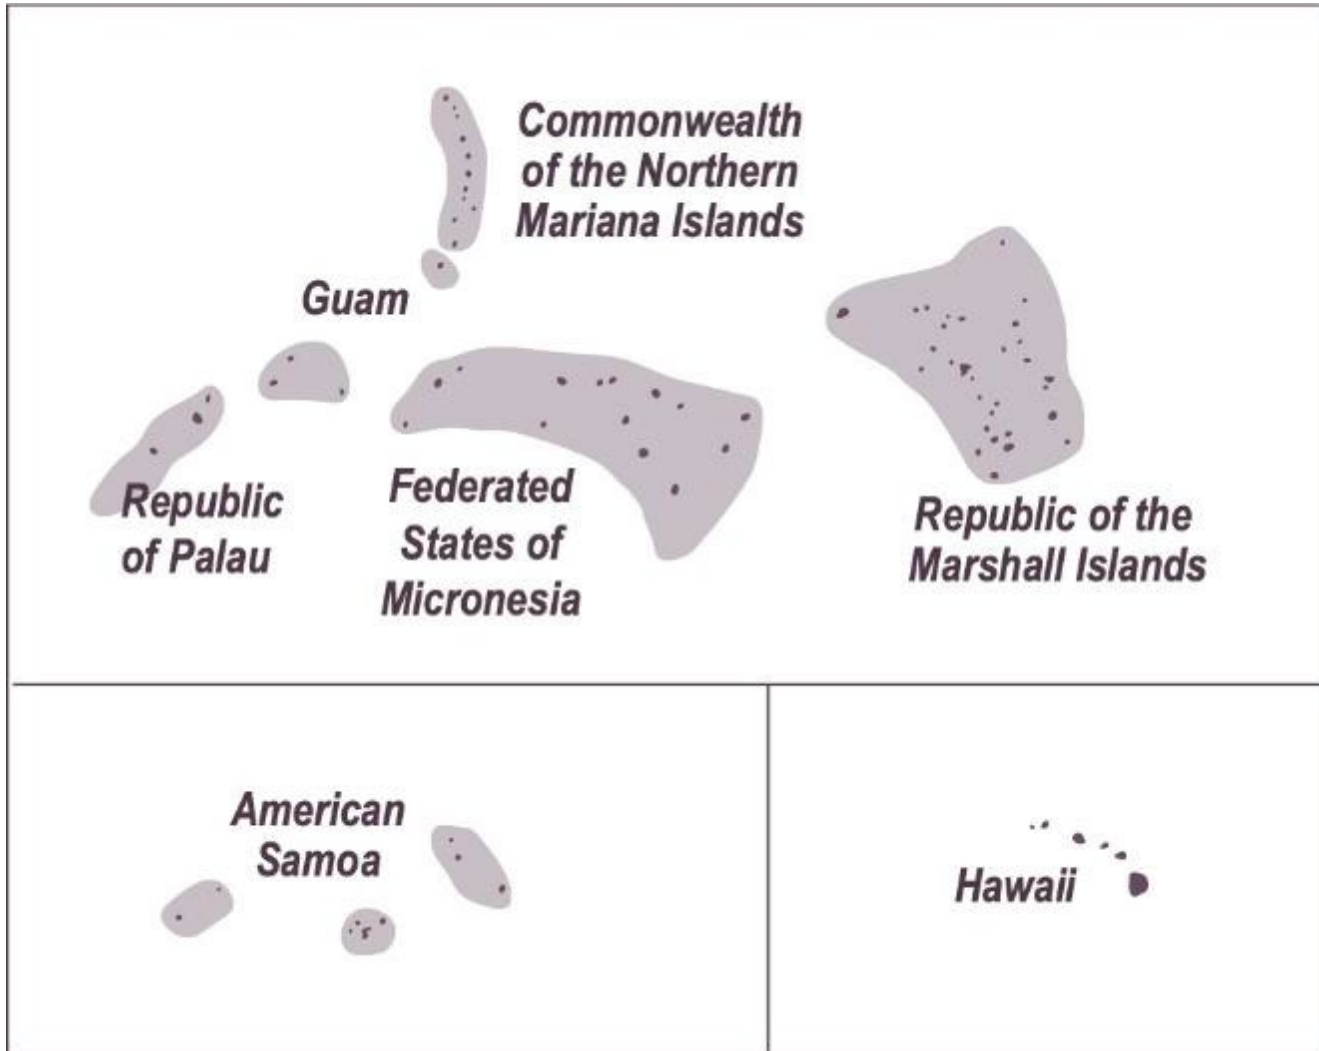 Commonwealth
of the Northern
Mariana Islands
Guam
Republic
of Palau
Federated
States of
Micronesia
Republic of the
Marshall Islands
American
Samoa
Hawaii